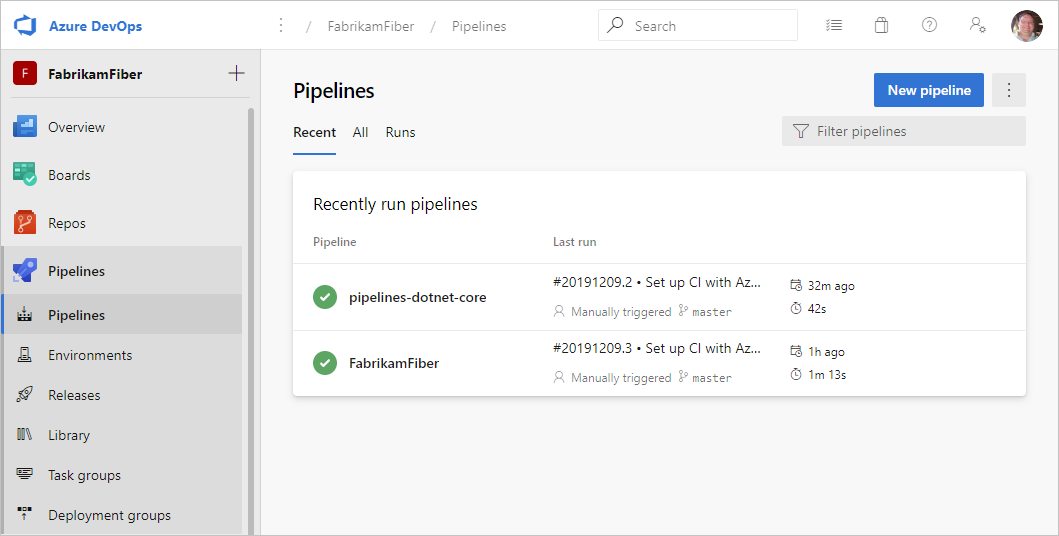 Azure DevOps / FabrikamFiber / Pipelines Search
F FabrikamFiber
Overview
Boards
Repos
Pipelines
Pipelines
Environments
Releases
Library
Task groups
Deployment groups
Pipelines New pipeline
Recent All Runs Filter pipelines
Recently run pipelines
Pipeline Last run
pipelines-dotnet-core
#20191209.2 • Set up CI with Az... 32m ago
Manually triggered master 42s
FabrikamFiber
#20191209.3 • Set up CI with Az... 1h ago
Manually triggered master 1m 13s